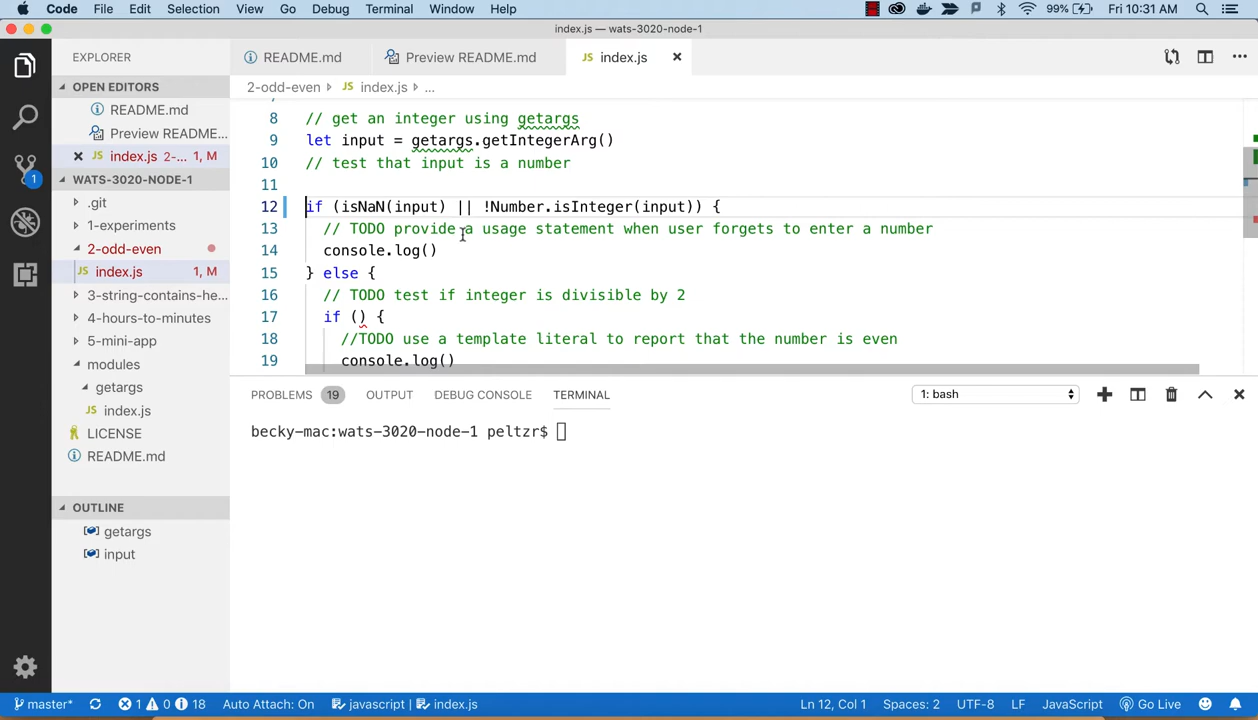 Code File Edit Selection View Go Debug Terminal Window Help 99% Fri 10:31 AM
index.js — wats-3020-node-1
EXPLORER
README.md Preview README.md JS index.js
OPEN EDITORS
README.md
Preview README...
index.js 2-... 1, M
2-odd-even JS index.js ...
WATS-3020-NODE-1
.git
1-experiments
2-odd-even
JS index.js 1, M
3-string-contains-he...
4-hours-to-minutes
5-mini-app
modules
getargs
JS index.js
LICENSE
README.md
OUTLINE
getargs
input
8 // get an integer using getargs
9 let input = getargs.getIntegerArg()
10 // test that input is a number
11
12 if (isNaN(input) || !Number.isInteger(input)) {
13 // TODO provide a usage statement when user forgets to enter a number
14 console.log()
15 } else {
16 // TODO test if integer is divisible by 2
17 if () {
18 //TODO use a template literal to report that the number is even
19 console.log()
PROBLEMS 19 OUTPUT DEBUG CONSOLE TERMINAL 1: bash
becky-mac:wats-3020-node-1 peltzr$
1
master* 1 0 18 Auto Attach: On javascript | index.js Ln 12, Col 1 Spaces: 2 UTF-8 LF JavaScript Go Live